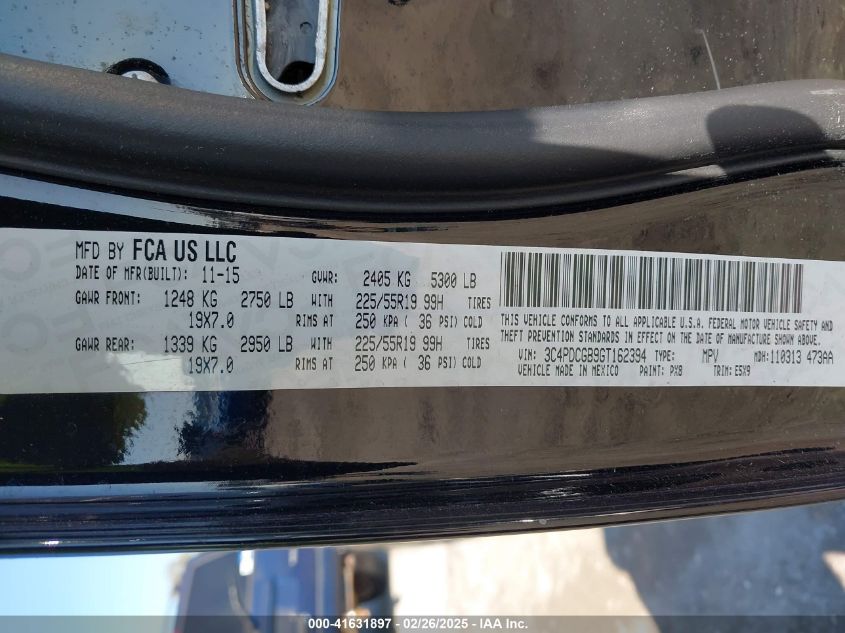 MFD BY FCA US LLC
DATE OF MFR(BUILT): 11-15 GVWR: 2405 KG 5300 LB
GAWR FRONT: 1248 KG 2750 LB WITH 225/55R19 99H TIRES
19X7.0 RIMS AT 250 KPA ( 36 PSI) COLD
GAWR REAR: 1339 KG 2950 LB WITH 225/55R19 99H TIRES
19X7.0 RIMS AT 250 KPA ( 36 PSI) COLD
THIS VEHICLE CONFORMS TO ALL APPLICABLE U.S.A. FEDERAL MOTOR VEHICLE SAFETY AND
THEFT PREVENTION STANDARDS IN EFFECT ON THE DATE OF MANUFACTURE SHOWN ABOVE.
VIN: 3C4PDCGB9GT162394 TYPE: MPV MDH: 110313 473AA
VEHICLE MADE IN MEXICO PAINT: PX8 TRIM: E5X9
000-41631897 - 02/26/2025 - IAA Inc.